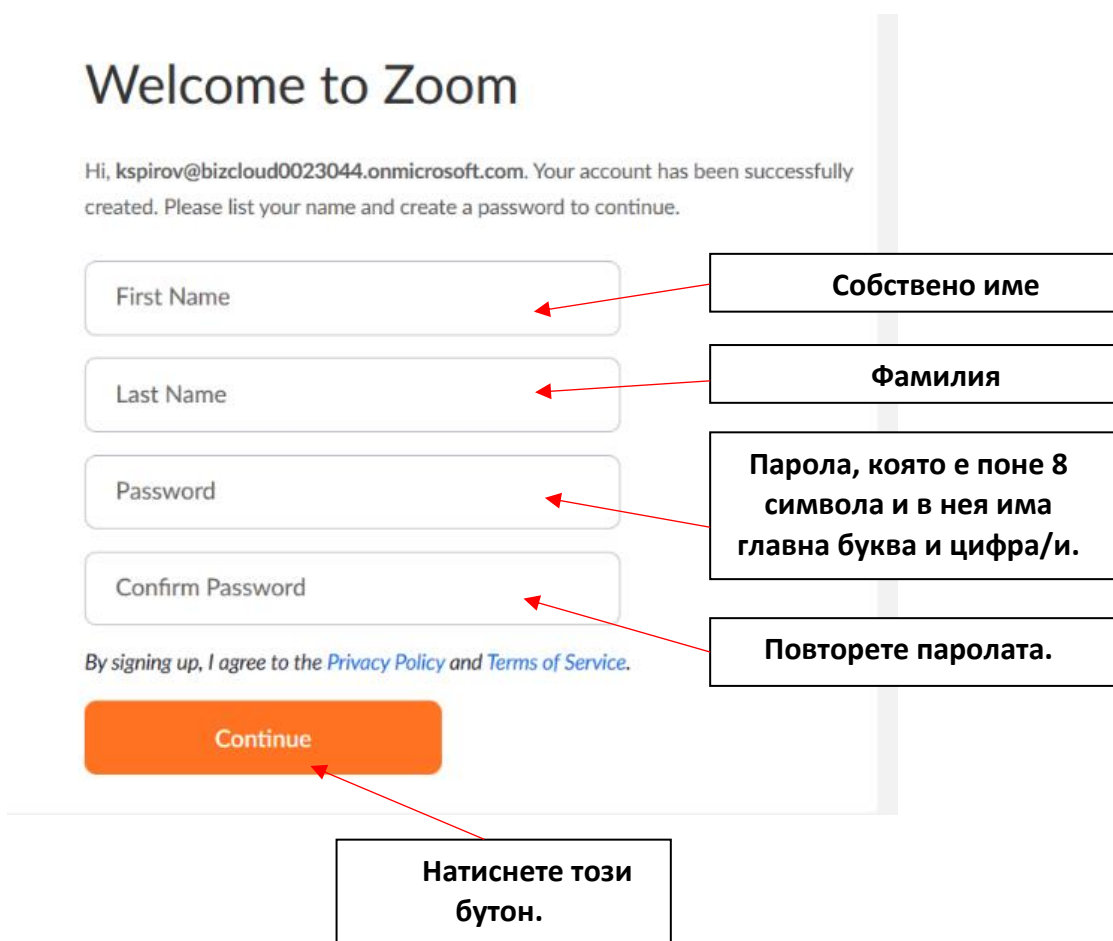 Welcome to Zoom
Hi, kspirov@bizcloud0023044.onmicrosoft.com. Your account has been successfully
created. Please list your name and create a password to continue.
First Name
Собствено име
Last Name
Фамилия
Password
Парола, която е поне 8
символа и в нея има
главна буква и цифра/и.
Confirm Password
Повторете паролата.
By signing up, I agree to the Privacy Policy and Terms of Service.
Continue
Натиснете този
бутон.